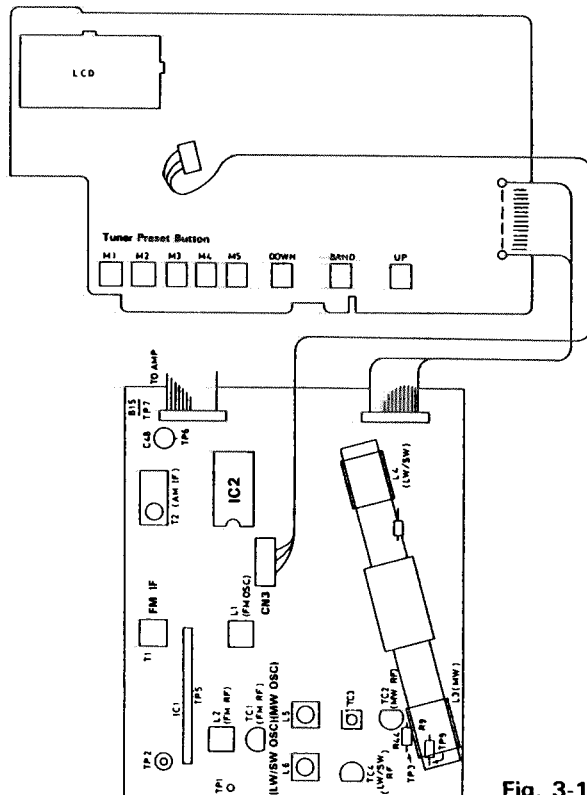 LCD
Tuner Preset Button
M1 M2 M3 M4 M5 DOWN BAND UP
TO AMP
B15
TP7
C48
TP6
T2 (AM IF)
IC2
CN3
L4
(LW/SW)
FM IF
T1
L1
(FM OSC)
IC1
TP5
L2
(FM RF)
TC1
(FM RF)
TP2
TP1
(LW/SW OSC)(MW OSC)
L5
L6
TC3
TC2
(MW RF)
TC4
(LW/SW)
RF
L3(MW)
R44
R9
TP3
TP9
Fig. 3-1